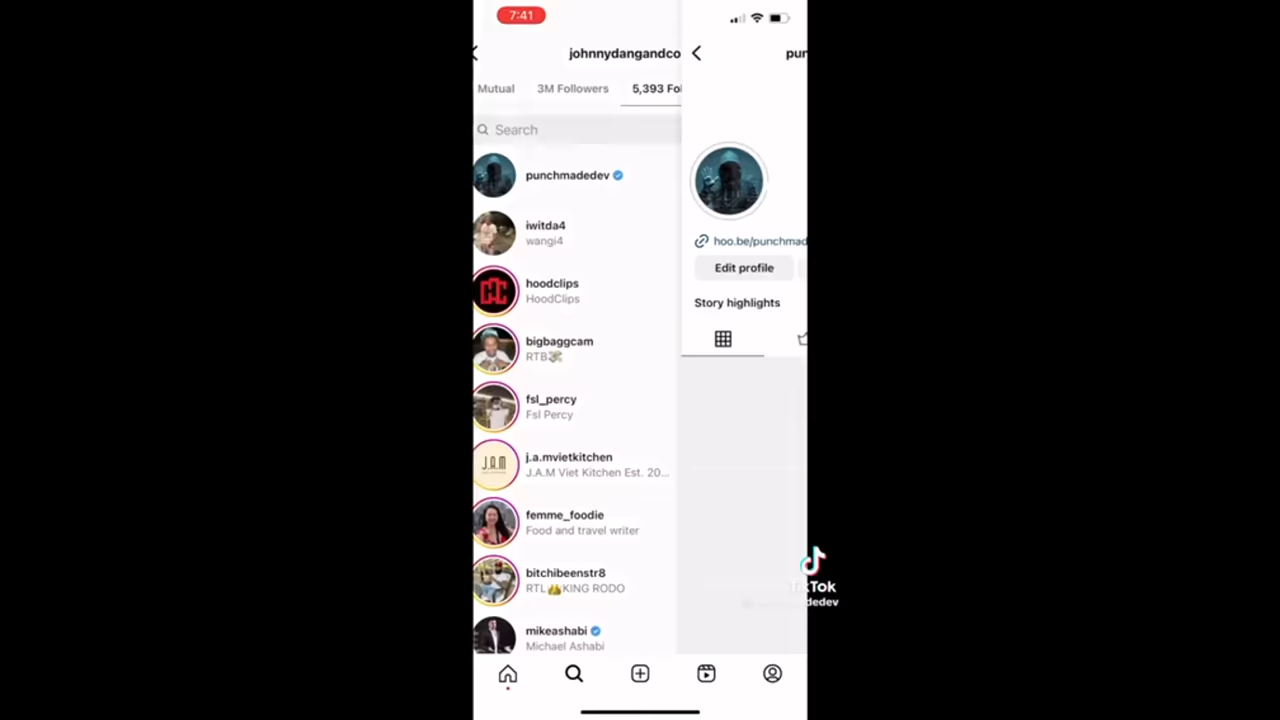 7:41
johnnydangandco
pun
Mutual
3M Followers
5,393 Fol
Search
punchmadedev
iwitda4
wangi4
hoodclips
HoodClips
bigbaggcam
RTB💸
fsl_percy
Fsl Percy
j.a.mvietkitchen
J.A.M Viet Kitchen Est. 20...
femme_foodie
Food and travel writer
bitchibeenstr8
RTL👑KING RODO
mikeashabi
Michael Ashabi
hoo.be/punchmad
Edit profile
Story highlights
J.A.M
TikTok
dedev